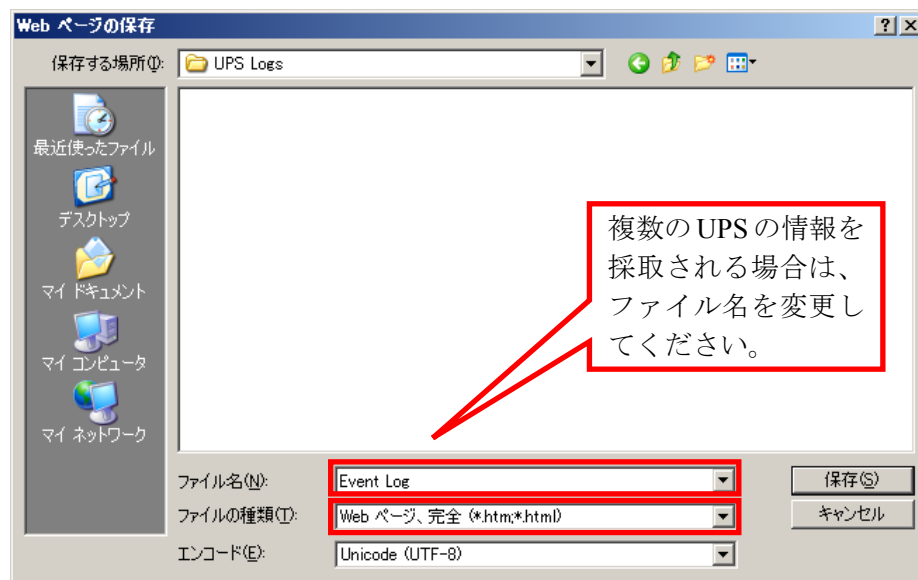 Web ページの保存
保存する場所(I):
UPS Logs
最近使ったファイル
デスクトップ
マイ ドキュメント
マイ コンピュータ
マイ ネットワーク
複数の UPS の情報を
採取される場合は、
ファイル名を変更し
てください。
ファイル名(N):
Event Log
保存(S)
ファイルの種類(T):
Web ページ、完全 (*.htm;*.html)
キャンセル
エンコード(E):
Unicode (UTF-8)